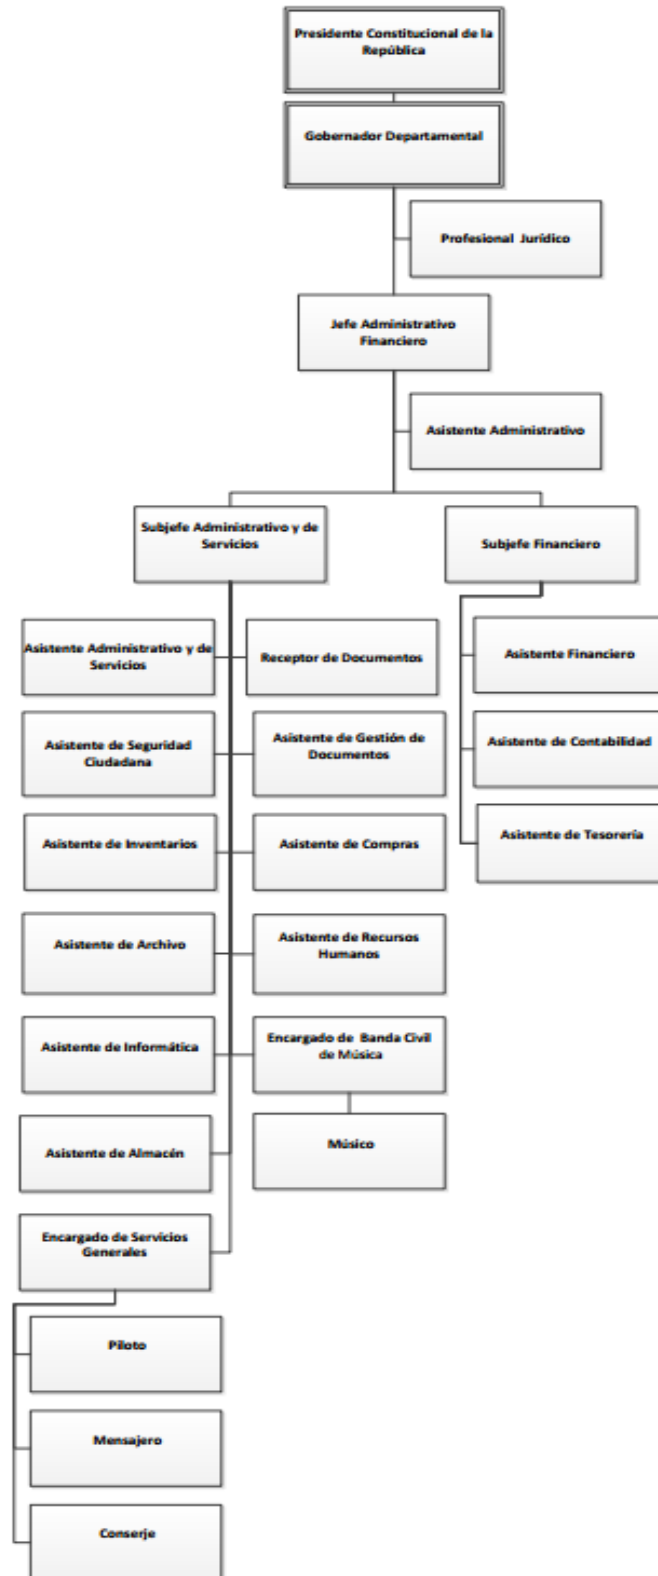 Presidente Constitucional de la
República
Gobernador Departamental
Profesional Jurídico
Jefe Administrativo
Financiero
Asistente Administrativo
Subjefe Administrativo y de
Servicios
Subjefe Financiero
Asistente Administrativo y de
Servicios
Receptor de Documentos
Asistente Financiero
Asistente de Seguridad
Ciudadana
Asistente de Gestión de
Documentos
Asistente de Contabilidad
Asistente de Inventarios
Asistente de Compras
Asistente de Tesorería
Asistente de Archivo
Asistente de Recursos
Humanos
Asistente de Informática
Encargado de Banda Civil
de Música
Asistente de Almacén
Músico
Encargado de Servicios
Generales
Piloto
Mensajero
Conserje